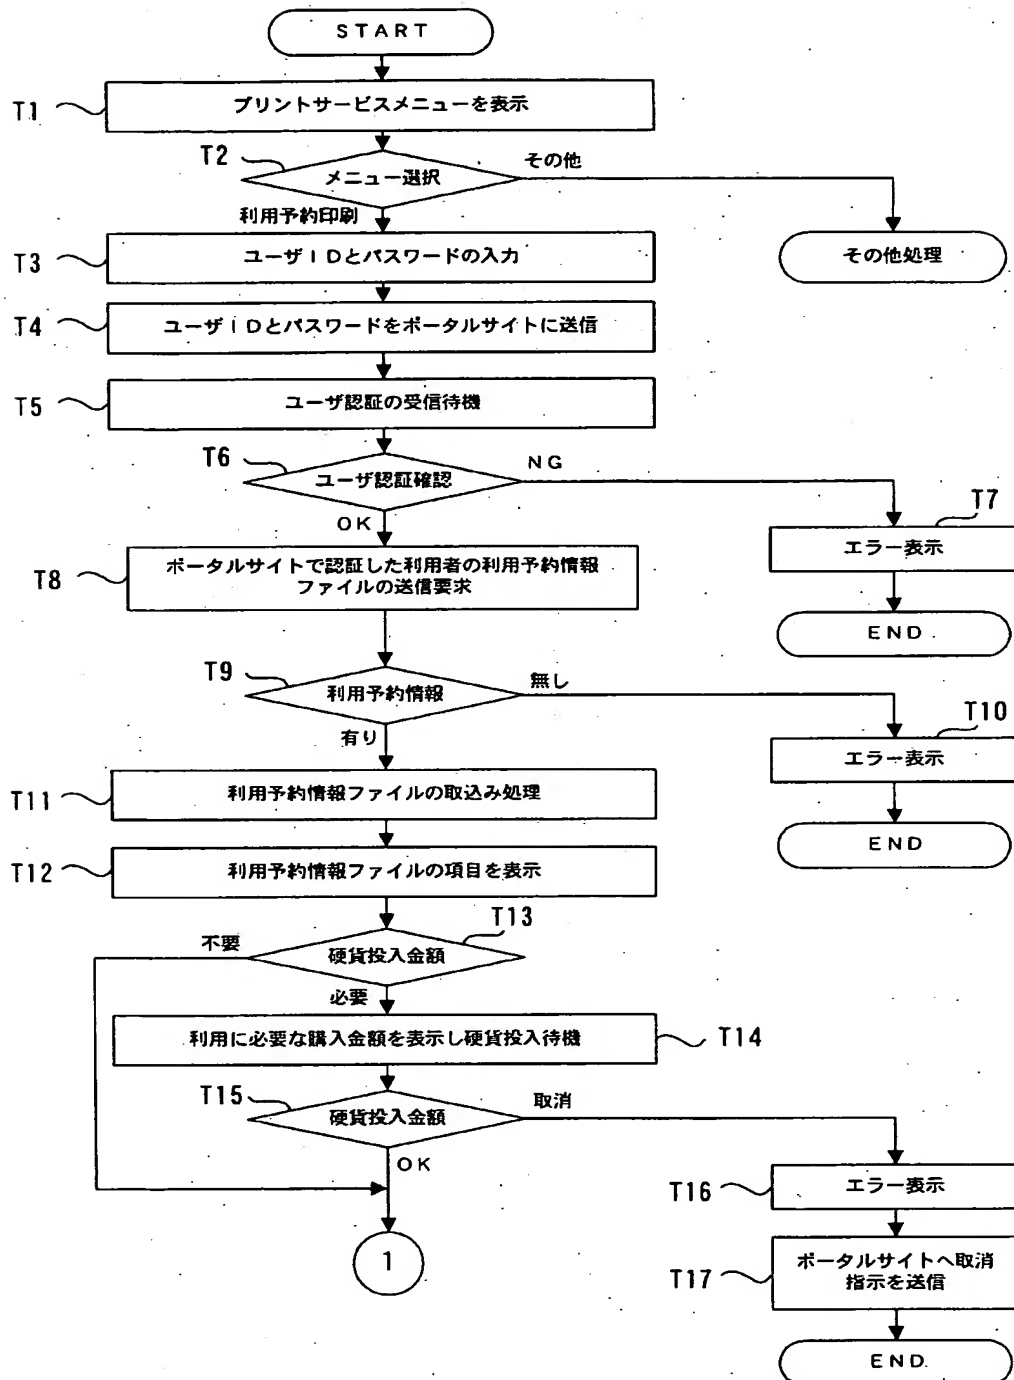 START
T1
プリントサービスメニューを表示
T2
メニュー選択
その他
利用予約印刷
T3
ユーザIDとパスワードの入力
その他処理
T4
ユーザIDとパスワードをポータルサイトに送信
T5
ユーザ認証の受信待機
T6
ユーザ認証確認
NG
OK
T7
エラー表示
T8
ポータルサイトで認証した利用者の利用予約情報
ファイルの送信要求
END
T9
利用予約情報
無し
有り
T10
エラー表示
T11
利用予約情報ファイルの取込み処理
END
T12
利用予約情報ファイルの項目を表示
T13
不要
硬貨投入金額
必要
利用に必要な購入金額を表示し硬貨投入待機
T14
T15
硬貨投入金額
取消
OK
T16
エラー表示
1
T17
ポータルサイトへ取消
指示を送信
END